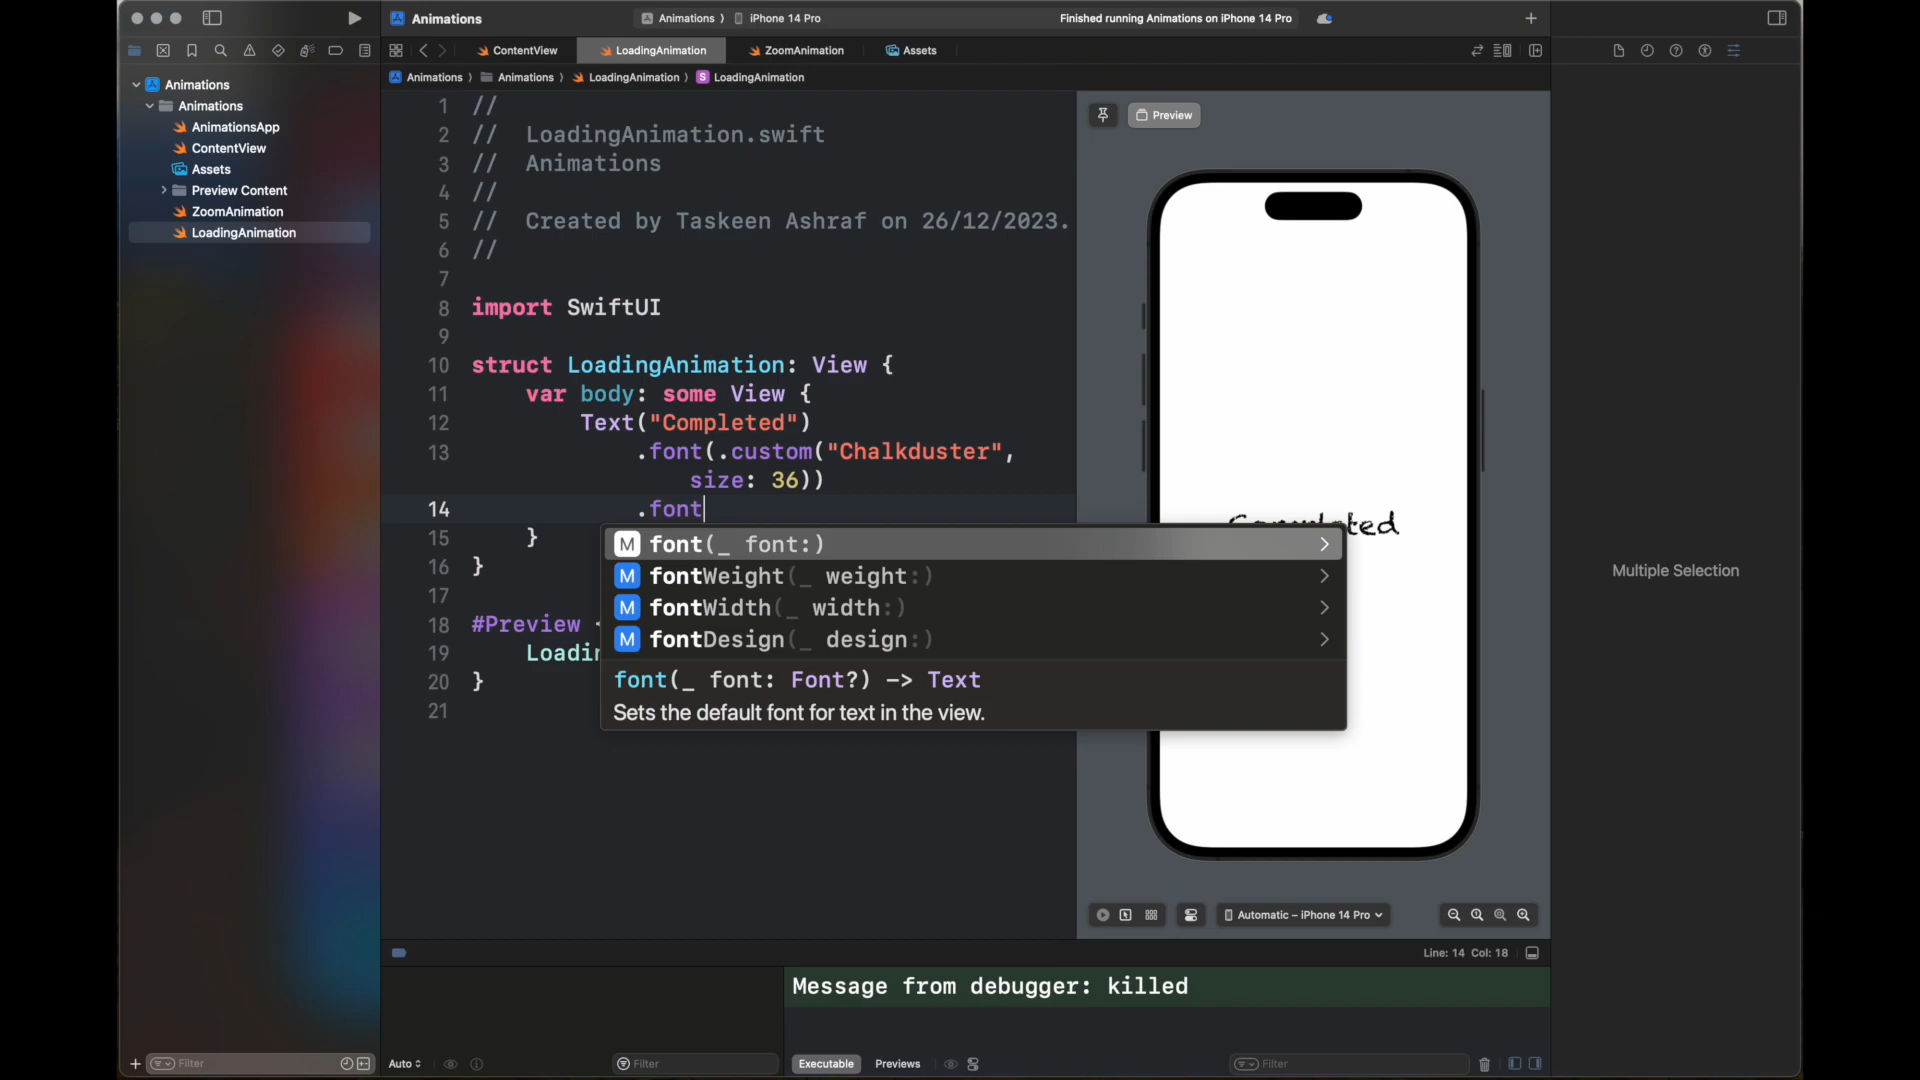 Animations
Animations
iPhone 14 Pro
Finished running Animations on iPhone 14 Pro
ContentView
LoadingAnimation
ZoomAnimation
Assets
Animations
Animations
LoadingAnimation
S
LoadingAnimation
Animations
Animations
AnimationsApp
ContentView
Assets
Preview Content
ZoomAnimation
LoadingAnimation
1 //
2 // LoadingAnimation.swift
3 // Animations
4 //
5 // Created by Taskeen Ashraf on 26/12/2023.
6 //
7
8 import SwiftUI
9
10 struct LoadingAnimation: View {
11 var body: some View {
12 Text("Completed")
13 .font(.custom("Chalkduster",
size: 36))
14 .font
15 }
16 }
17
18 #Preview
19 Loadin
20 }
21
M font(_ font:)
M fontWeight(_ weight:)
M fontWidth(_ width:)
M fontDesign(_ design:)
font(_ font: Font?) -> Text
Sets the default font for text in the view.
Preview
Completed
Automatic – iPhone 14 Pro
Multiple Selection
Line: 14 Col: 18
Message from debugger: killed
Filter
Auto
Filter
Executable
Previews
Filter